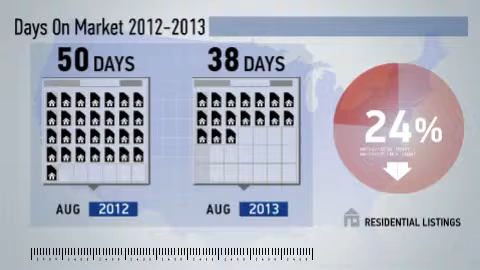 Days On Market 2012-2013
50 DAYS
38 DAYS
24%
AUG 2012
AUG 2013
RESIDENTIAL LISTINGS